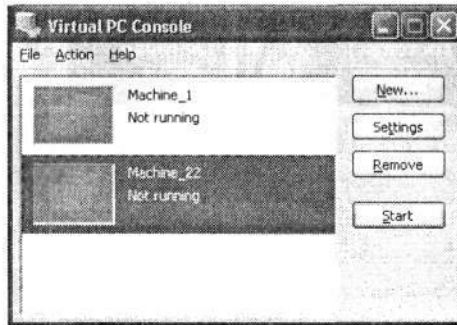 Virtual PC Console
File Action Help
Machine_1
Not running
Machine_22
Not running
New...
Settings
Remove
Start